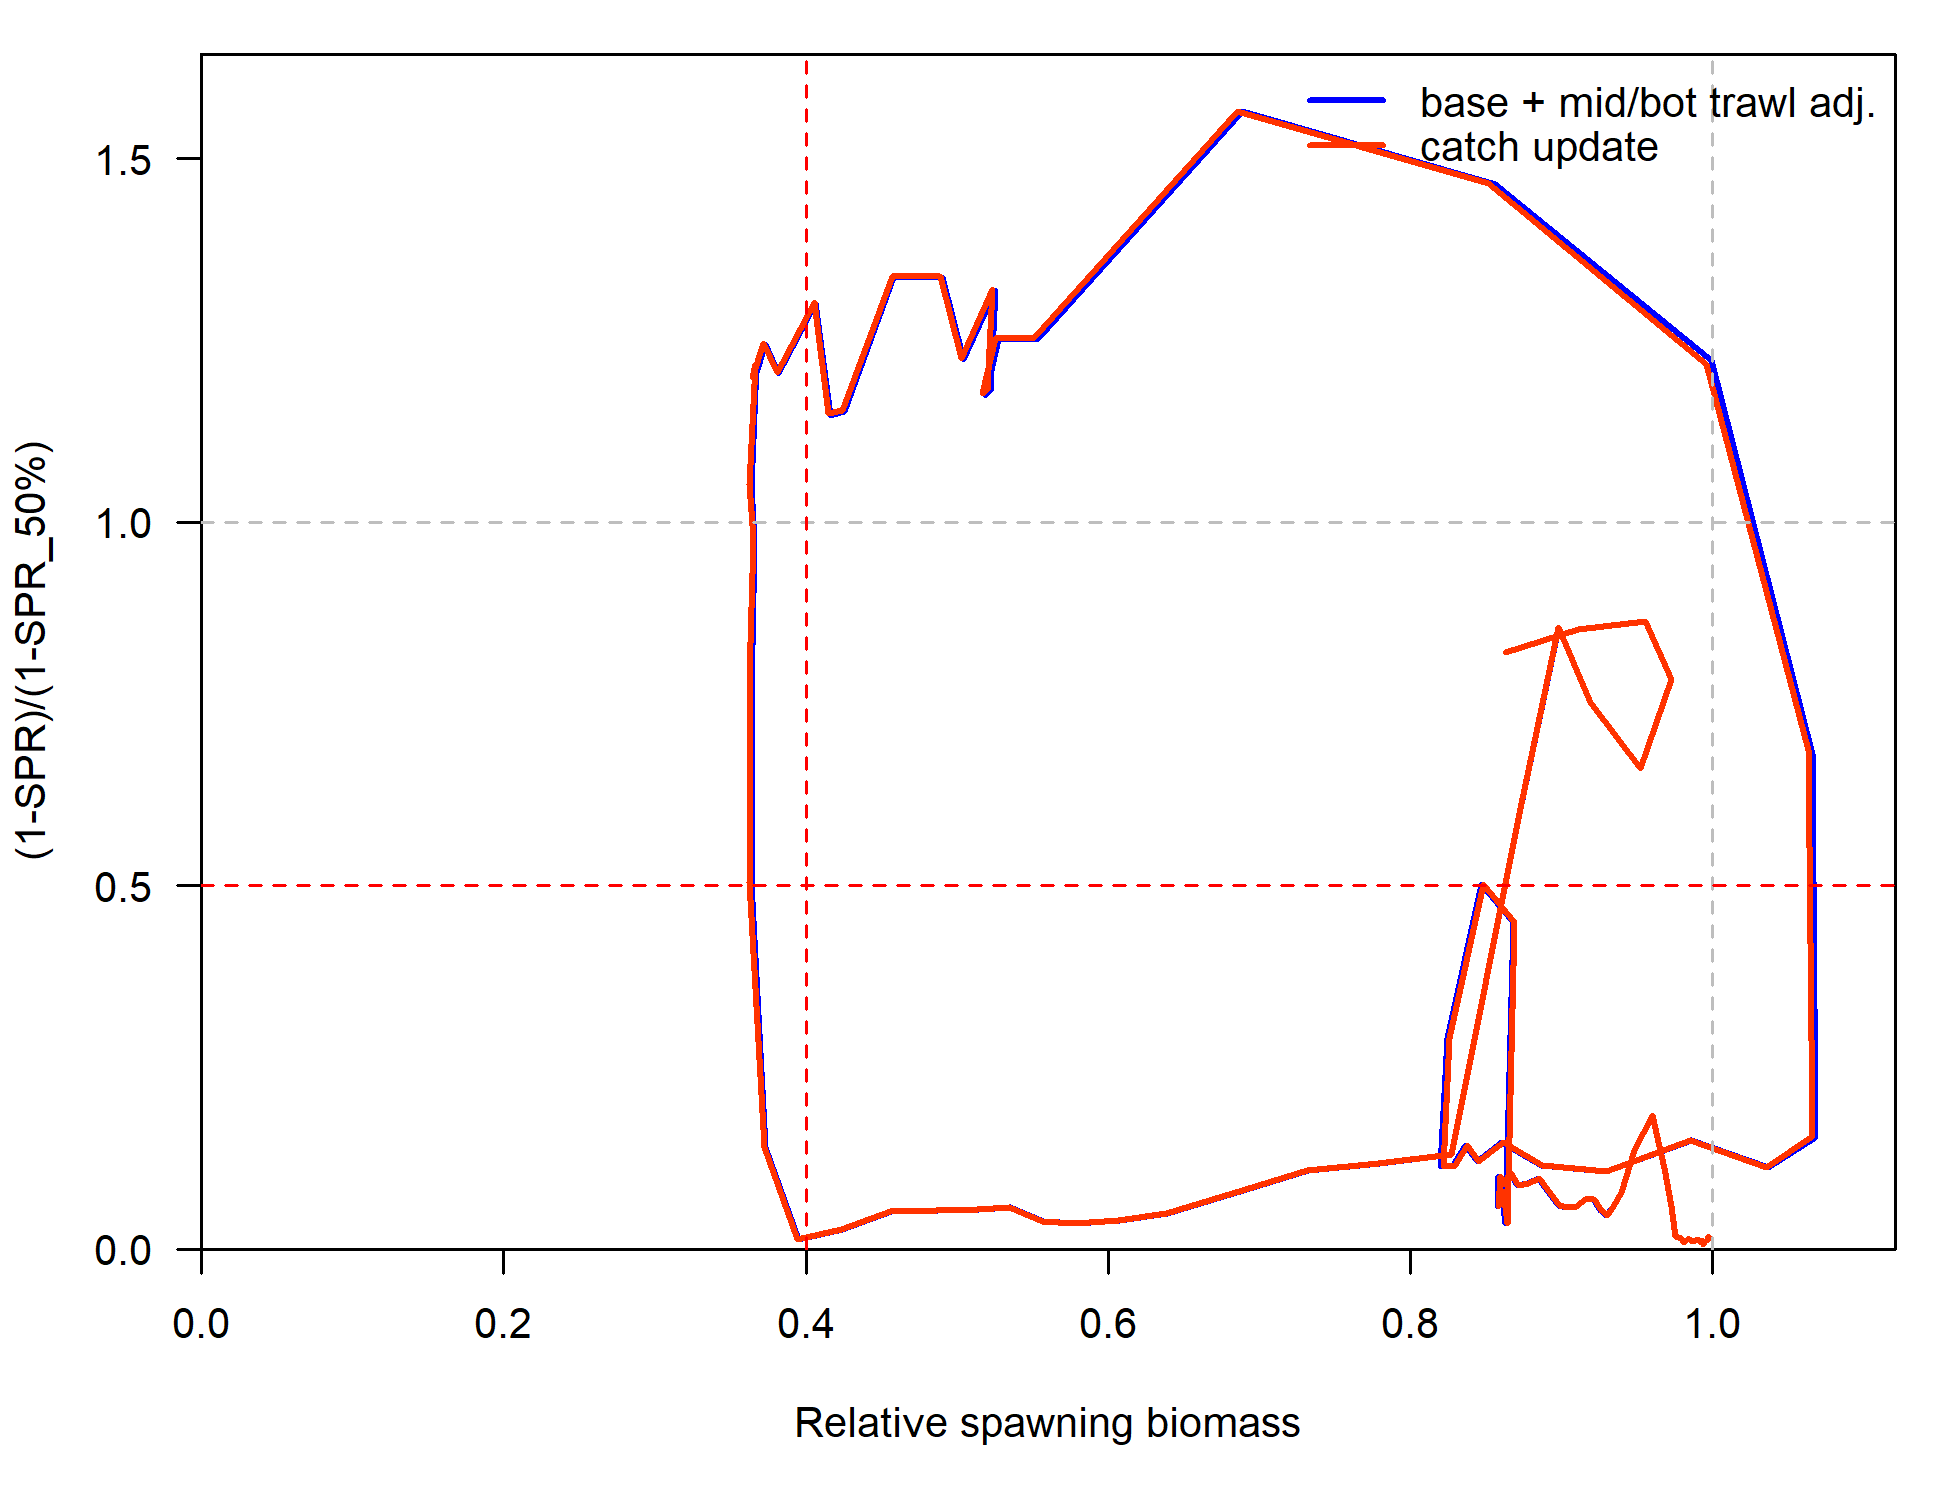 base + mid/bot trawl adj.
catch update
1.5
1.0
0.5
0.0
(1-SPR)/(1-SPR_50%)
0.0 0.2 0.4 0.6 0.8 1.0
Relative spawning biomass